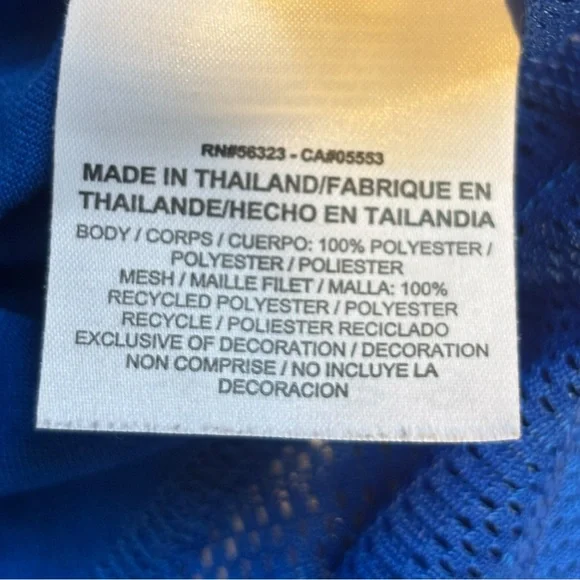 RN#56323 - CA#05553
MADE IN THAILAND/FABRIQUE EN
THAILANDE/HECHO EN TAILANDIA
BODY / CORPS / CUERPO: 100% POLYESTER /
POLYESTER / POLIESTER
MESH / MAILLE FILET / MALLA: 100%
RECYCLED POLYESTER / POLYESTER
RECYCLE / POLIESTER RECICLADO
EXCLUSIVE OF DECORATION / DECORATION
NON COMPRISE / NO INCLUYE LA
DECORACION